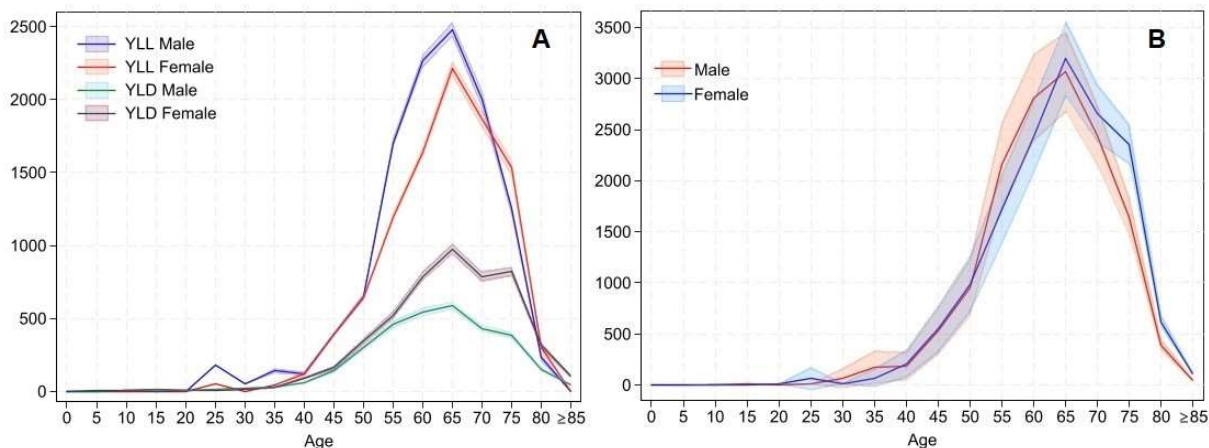 A
YLL Male
YLL Female
YLD Male
YLD Female
2500
2000
1500
1000
500
0
0 5 10 15 20 25 30 35 40 45 50 55 60 65 70 75 80 ≥85
Age
B
Male
Female
3500
3000
2500
2000
1500
1000
500
0
0 5 10 15 20 25 30 35 40 45 50 55 60 65 70 75 80 ≥85
Age